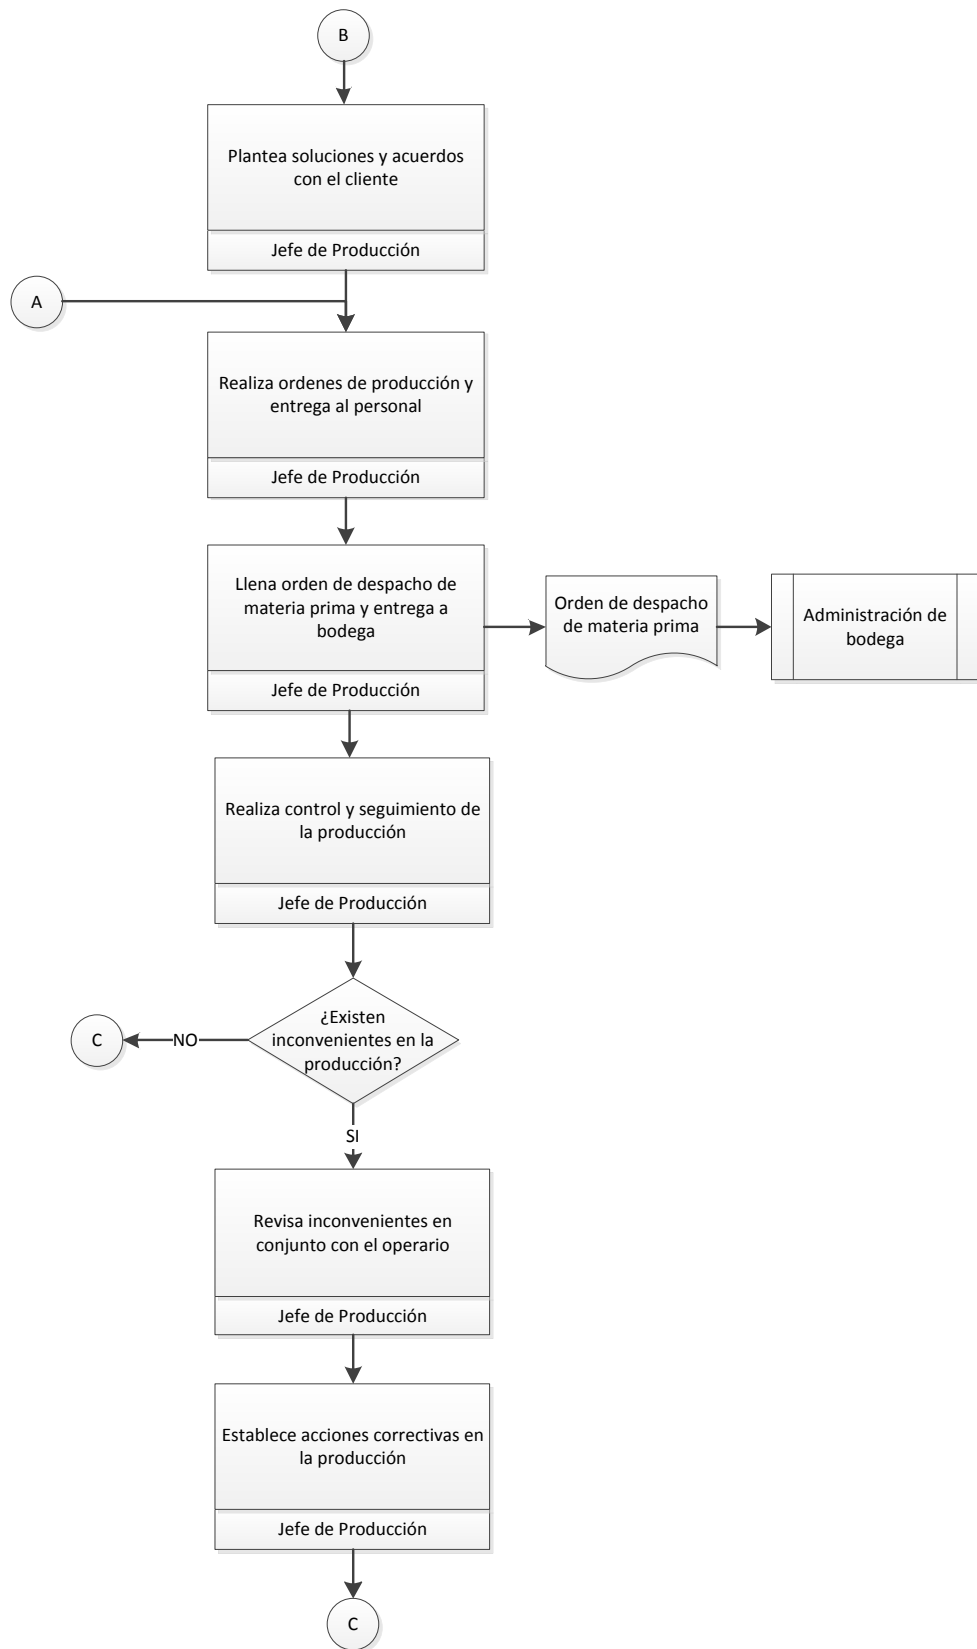 B
Plantea soluciones y acuerdos
con el cliente
Jefe de Producción
A
Realiza ordenes de producción y
entrega al personal
Jefe de Producción
Llena orden de despacho de
materia prima y entrega a
bodega
Jefe de Producción
Orden de despacho
de materia prima
Administración de
bodega
Realiza control y seguimiento de
la producción
Jefe de Producción
¿Existen
inconvenientes en la
producción?
NO
C
SI
Revisa inconvenientes en
conjunto con el operario
Jefe de Producción
Establece acciones correctivas en
la producción
Jefe de Producción
C